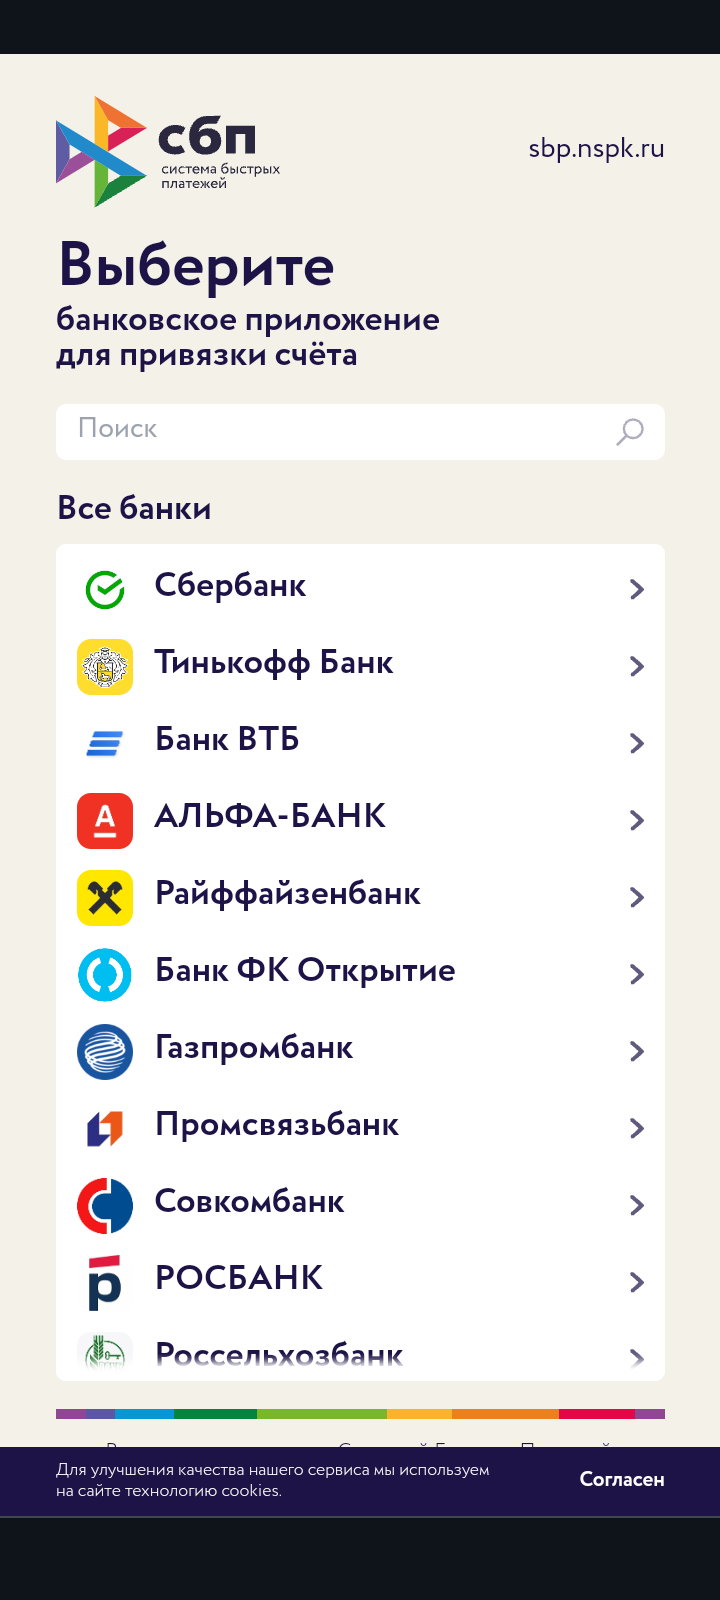 сбп
система быстрых
платежей
sbp.nspk.ru
Выберите
банковское приложение
для привязки счёта
Поиск
Все банки
Сбербанк
Тинькофф Банк
Банк ВТБ
А
АЛЬФА-БАНК
Райффайзенбанк
Банк ФК Открытие
Газпромбанк
Промсвязьбанк
Совкомбанк
р
РОСБАНК
Россельхозбанк
Для улучшения качества нашего сервиса мы используем
на сайте технологию cookies.
Согласен